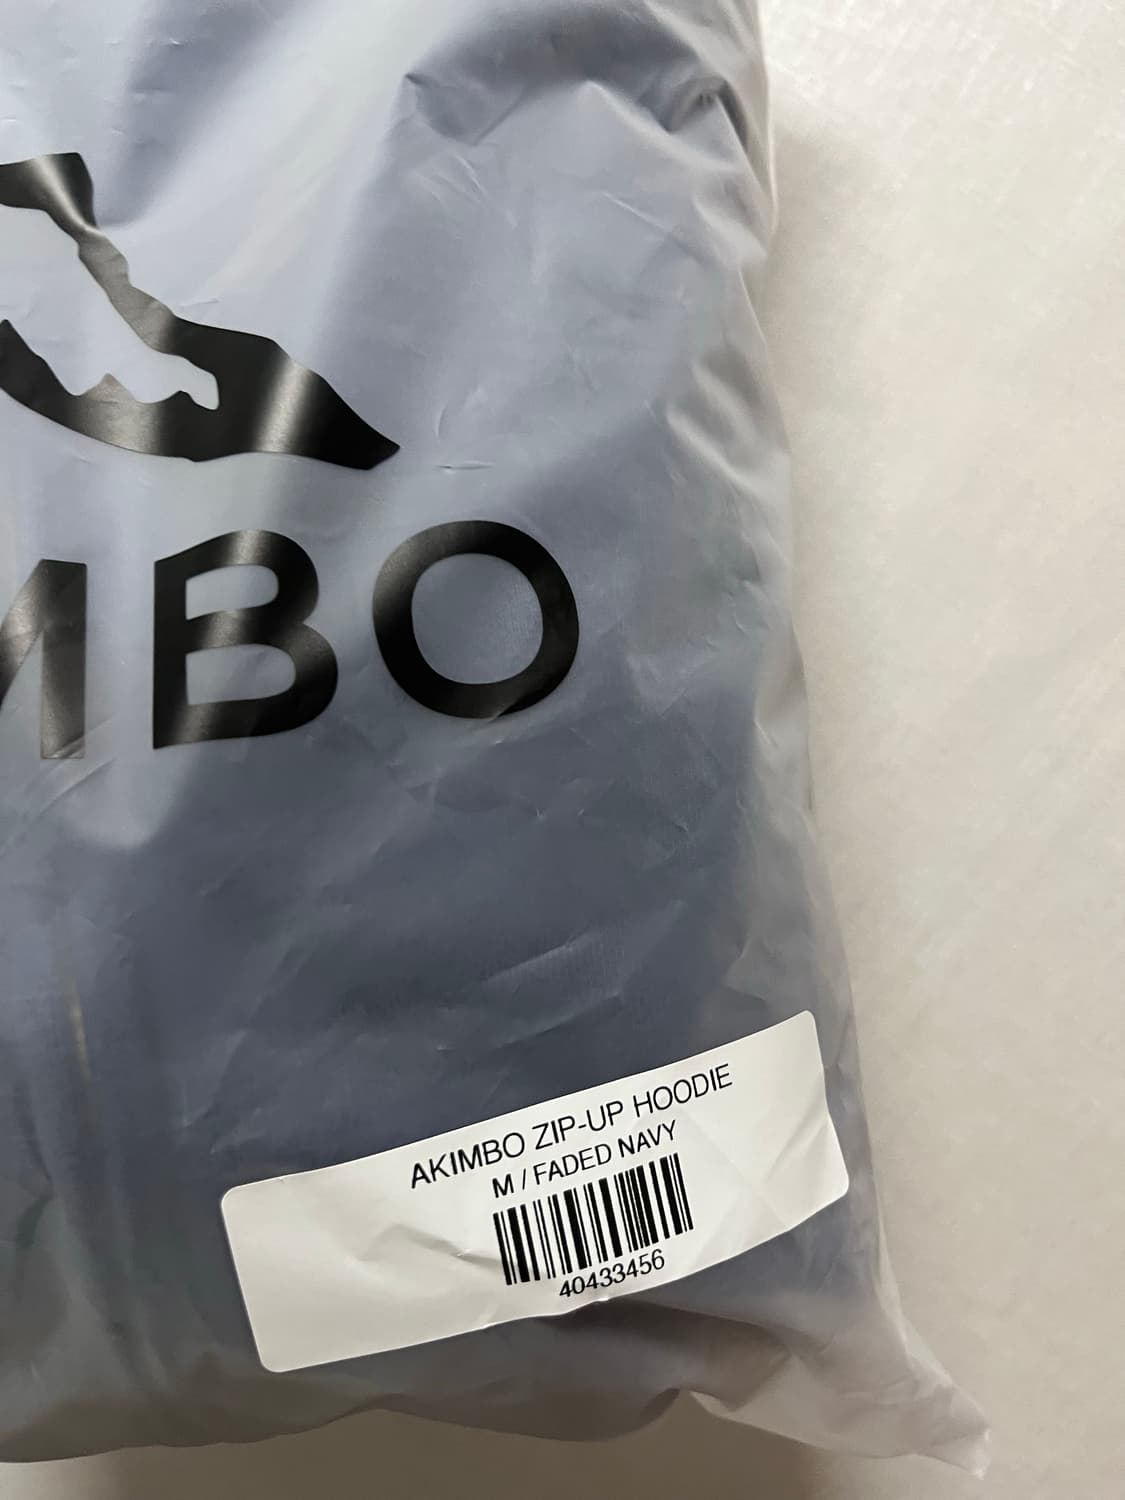 MBO
AKIMBO ZIP-UP HOODIE
M / FADED NAVY
40433456